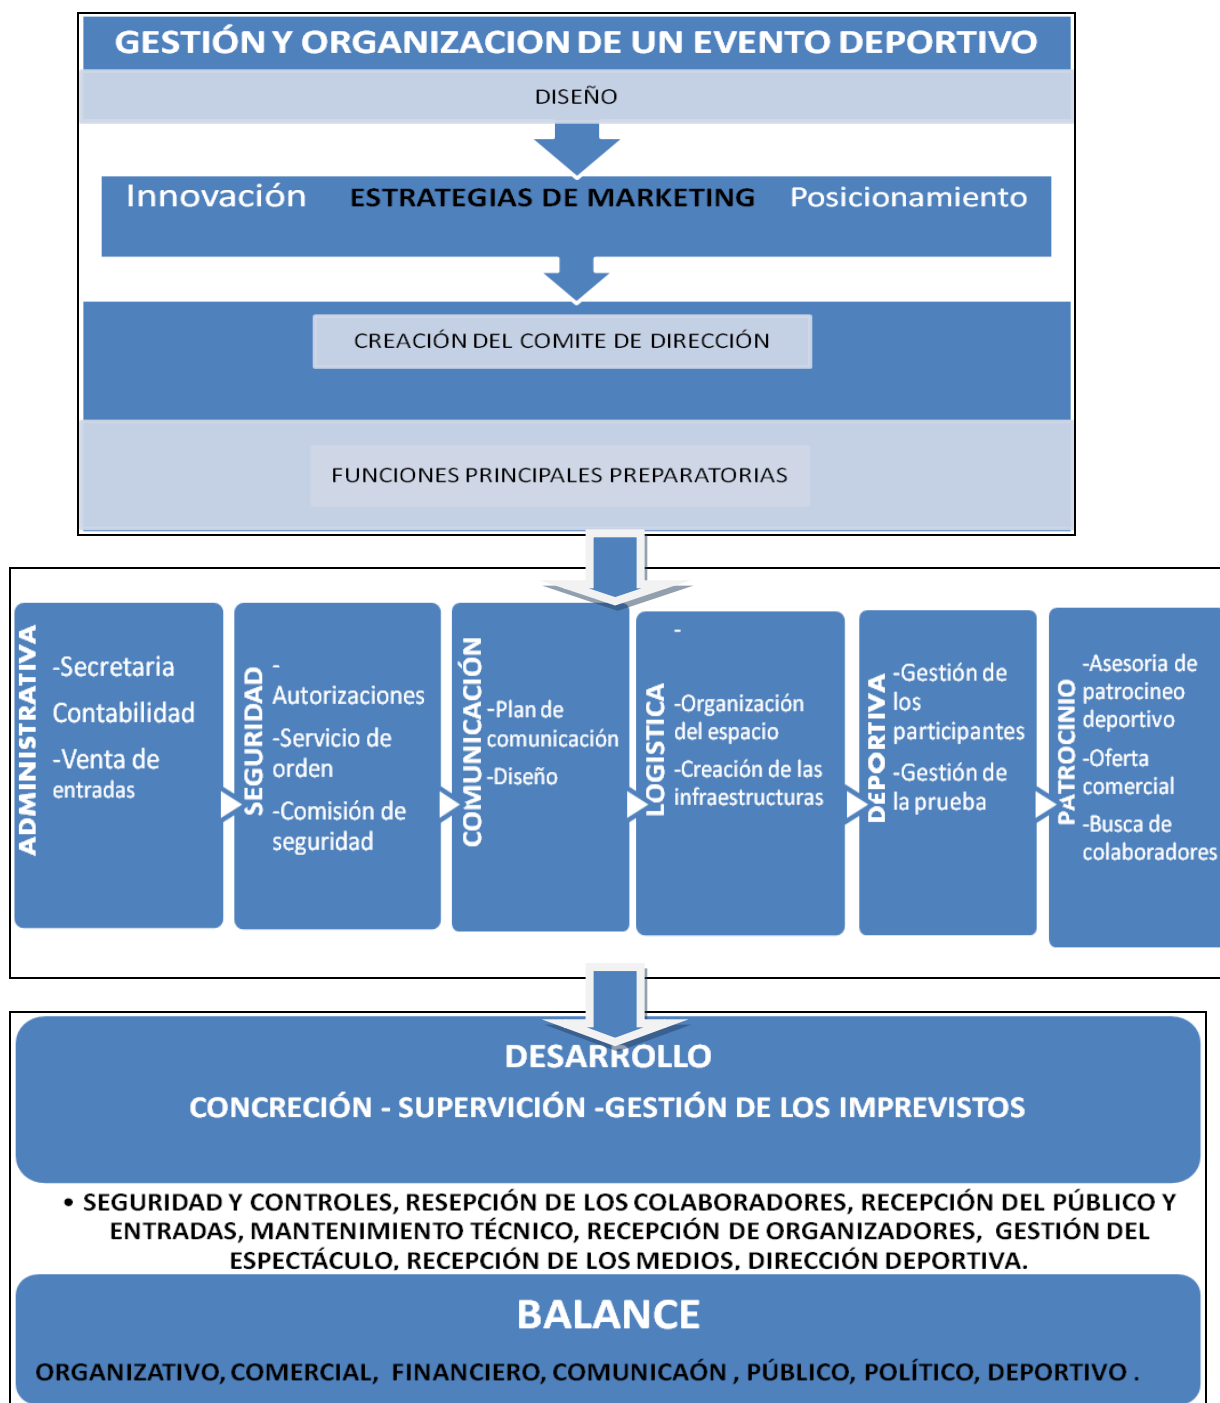 GESTIÓN Y ORGANIZACION DE UN EVENTO DEPORTIVO
DISEÑO
Innovación ESTRATEGIAS DE MARKETING Posicionamiento
CREACIÓN DEL COMITE DE DIRECCIÓN
FUNCIONES PRINCIPALES PREPARATORIAS
ADMINISTRATIVA
-Secretaria
Contabilidad
-Venta de
entradas
SEGURIDAD
-
Autorizaciones
-Servicio de
orden
-Comisión de
seguridad
COMUNICACIÓN
-Plan de
comunicación
-Diseño
LOGISTICA
-
-Organización
del espacio
-Creación de las
infraestructuras
DEPORTIVA
-Gestión de
los
participantes
-Gestión de
la prueba
PATROCINIO
-Asesoria de
patrocineo
deportivo
-Oferta
comercial
-Busca de
colaboradores
DESARROLLO
CONCRECIÓN - SUPERVICIÓN -GESTIÓN DE LOS IMPREVISTOS
• SEGURIDAD Y CONTROLES, RESEPCIÓN DE LOS COLABORADORES, RECEPCIÓN DEL PÚBLICO Y
ENTRADAS, MANTENIMIENTO TÉCNICO, RECEPCIÓN DE ORGANIZADORES, GESTIÓN DEL
ESPECTÁCULO, RECEPCIÓN DE LOS MEDIOS, DIRECCIÓN DEPORTIVA.
BALANCE
ORGANIZATIVO, COMERCIAL, FINANCIERO, COMUNICAÓN , PÚBLICO, POLÍTICO, DEPORTIVO .